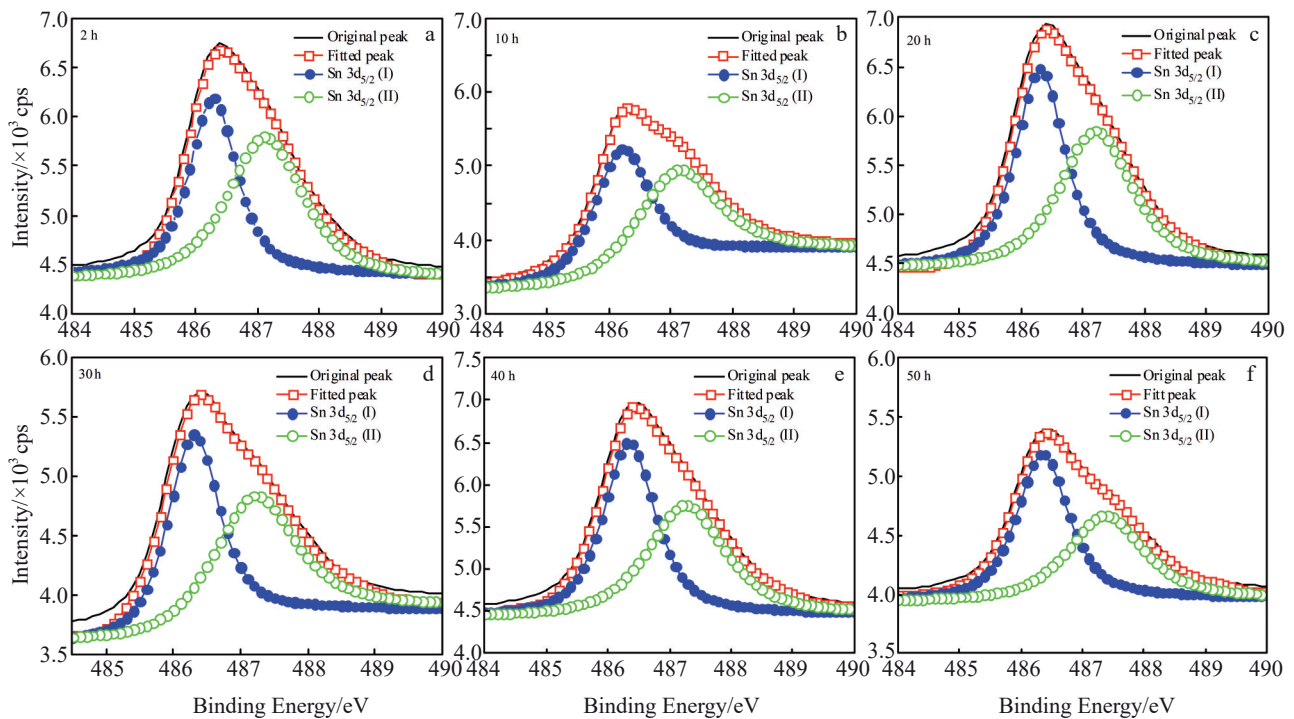 2 h
a
Original peak
Fitted peak
Sn 3d5/2 (I)
Sn 3d5/2 (II)
7.0
6.5
6.0
5.5
5.0
4.5
4.0
484 485 486 487 488 489 490
10 h
b
Original peak
Fitted peak
Sn 3d5/2 (I)
Sn 3d5/2 (II)
7.0
6.0
5.0
4.0
3.0
484 485 486 487 488 489 490
20 h
c
Original peak
Fitted peak
Sn 3d5/2 (I)
Sn 3d5/2 (II)
7.0
6.5
6.0
5.5
5.0
4.5
4.0
484 485 486 487 488 489 490
Intensity/×10³ cps
30 h
d
Original peak
Fitted peak
Sn 3d5/2 (I)
Sn 3d5/2 (II)
6.0
5.5
5.0
4.5
4.0
3.5
485 486 487 488 489 490
40 h
e
Original peak
Fitted peak
Sn 3d5/2 (I)
Sn 3d5/2 (II)
7.5
7.0
6.5
6.0
5.5
5.0
4.5
4.0
484 485 486 487 488 489 490
50 h
f
Original peak
Fitt peak
Sn 3d5/2 (I)
Sn 3d5/2 (II)
6.0
5.5
5.0
4.5
4.0
3.5
484 485 486 487 488 489 490
Intensity/×10³ cps
Binding Energy/eV
Binding Energy/eV
Binding Energy/eV